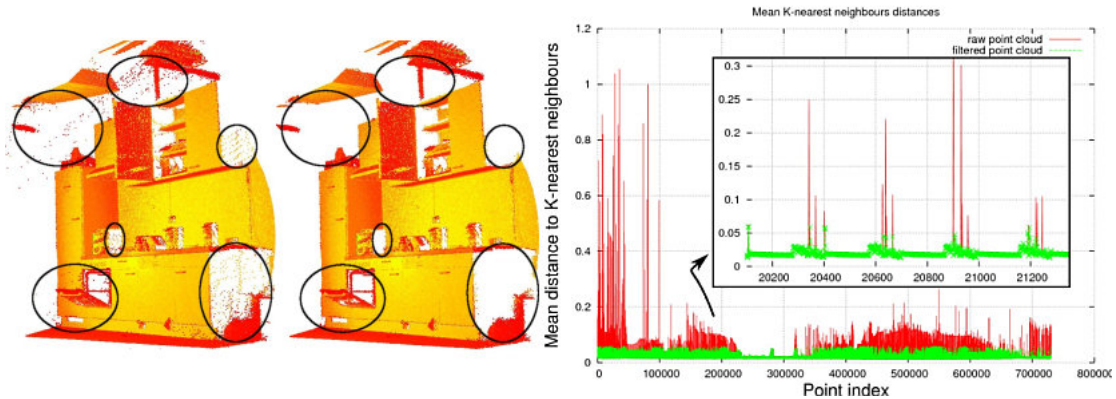 Mean K-nearest neighbours distances
1.2
1
0.8
0.6
0.4
0.2
0
Mean distance to K-nearest neighbours
raw point cloud
filtered point cloud
0.3
0.25
0.2
0.15
0.1
0.05
0
20200 20400 20600 20800 21000 21200
0 100000 200000 300000 400000 500000 600000 700000 800000
Point index